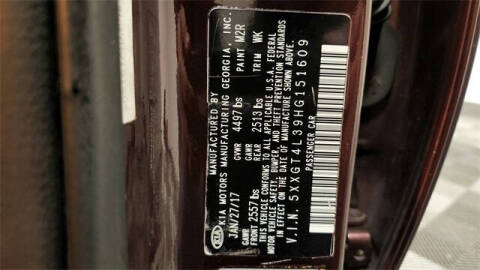 MANUFACTURED BY
KIA MOTORS MANUFACTURING GEORGIA, INC.
JAN/27/17 GVWR 4497 lbs PAINT M2R
GAWR FRONT 2557 lbs GAWR REAR 2513 lbs TRIM WK
THIS VEHICLE CONFORMS TO ALL APPLICABLE U.S.A. FEDERAL
MOTOR VEHICLE SAFETY, BUMPER, AND THEFT PREVENTION STANDARDS
IN EFFECT ON THE DATE OF MANUFACTURE SHOWN ABOVE.
V.I.N. 5XXGT4L39HG151609
PASSENGER CAR
KIA